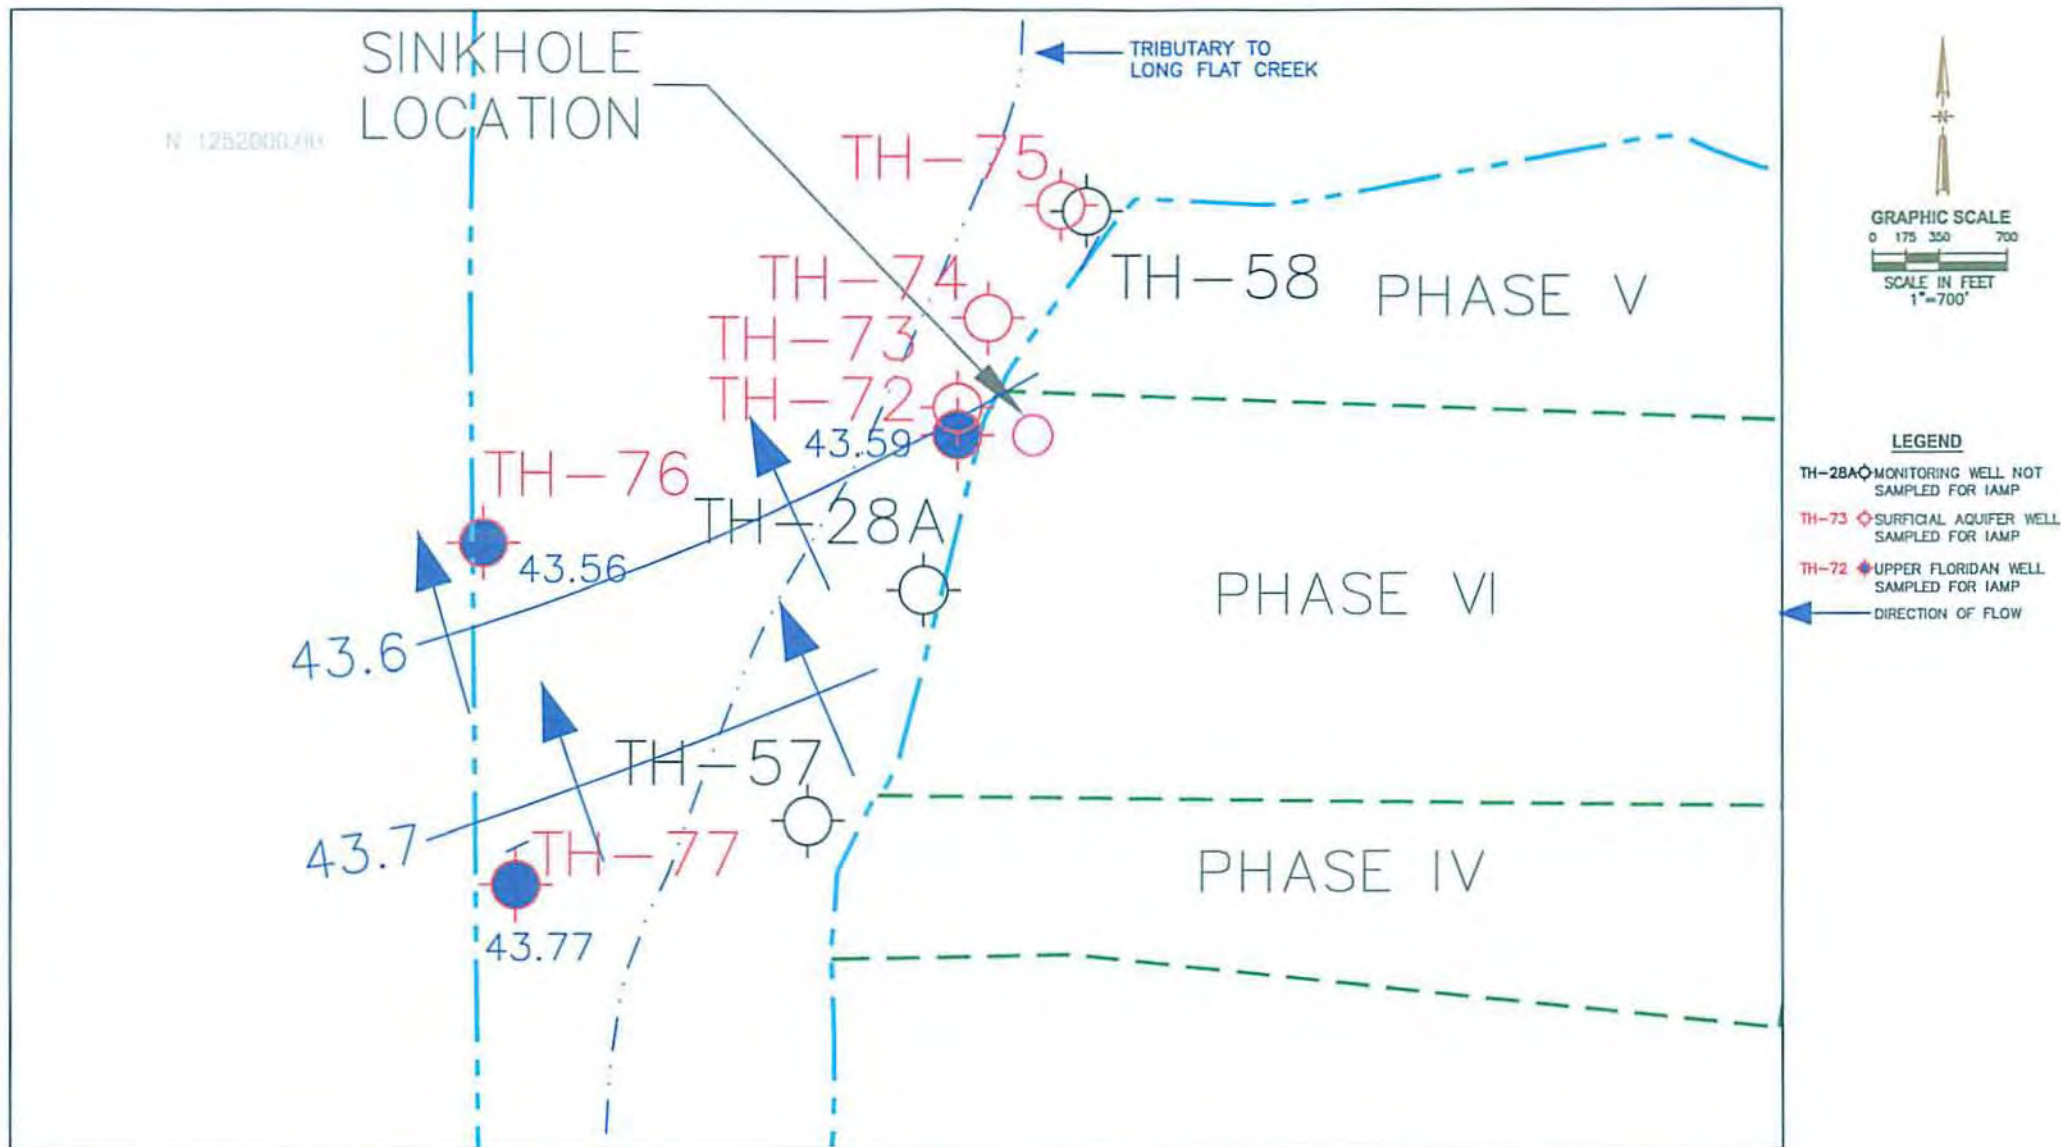 SINKHOLE
LOCATION
TRIBUTARY TO
LONG FLAT CREEK
N 1252000.00
TH-75
TH-58
TH-74
TH-73
TH-72
43.59
PHASE V
TH-76
43.56
TH-28A
43.6
PHASE VI
TH-57
43.7
TH-77
43.77
PHASE IV
N
GRAPHIC SCALE
0 175 350 700
SCALE IN FEET
1"=700'
LEGEND
TH-28A MONITORING WELL NOT
SAMPLED FOR IAMP
TH-73 SURFICIAL AQUIFER WELL
SAMPLED FOR IAMP
TH-72 UPPER FLORIDAN WELL
SAMPLED FOR IAMP
DIRECTION OF FLOW